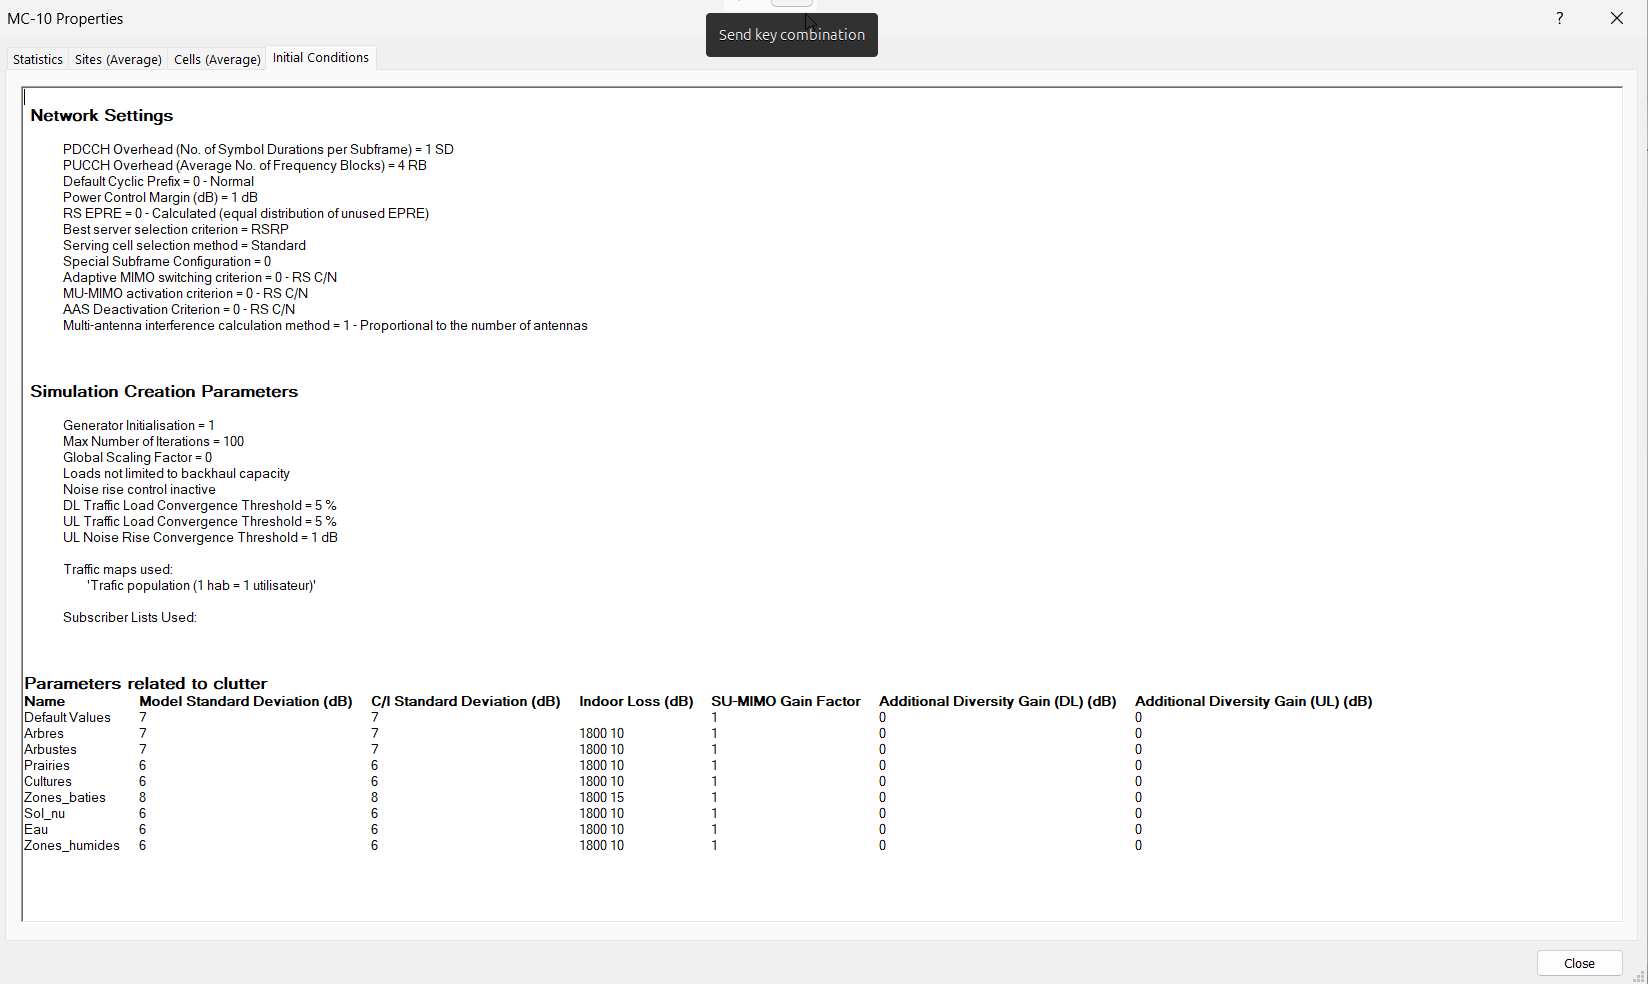 MC-10 Properties
Send key combination
?
Statistics Sites (Average) Cells (Average) Initial Conditions
Network Settings
PDCCH Overhead (No. of Symbol Durations per Subframe) = 1 SD
PUCCH Overhead (Average No. of Frequency Blocks) = 4 RB
Default Cyclic Prefix = 0 - Normal
Power Control Margin (dB) = 1 dB
RS EPRE = 0 - Calculated (equal distribution of unused EPRE)
Best server selection criterion = RSRP
Serving cell selection method = Standard
Special Subframe Configuration = 0
Adaptive MIMO switching criterion = 0 - RS C/N
MU-MIMO activation criterion = 0 - RS C/N
AAS Deactivation Criterion = 0 - RS C/N
Multi-antenna interference calculation method = 1 - Proportional to the number of antennas
Simulation Creation Parameters
Generator Initialisation = 1
Max Number of Iterations = 100
Global Scaling Factor = 0
Loads not limited to backhaul capacity
Noise rise control inactive
DL Traffic Load Convergence Threshold = 5 %
UL Traffic Load Convergence Threshold = 5 %
UL Noise Rise Convergence Threshold = 1 dB
Traffic maps used:
'Trafic population (1 hab = 1 utilisateur)'
Subscriber Lists Used:
Parameters related to clutter
Name Model Standard Deviation (dB) C/I Standard Deviation (dB) Indoor Loss (dB) SU-MIMO Gain Factor Additional Diversity Gain (DL) (dB) Additional Diversity Gain (UL) (dB)
Default Values 7 7 1 0 0
Arbres 7 7 1800 10 1 0 0
Arbustes 7 7 1800 10 1 0 0
Prairies 6 6 1800 10 1 0 0
Cultures 6 6 1800 10 1 0 0
Zones_baties 8 8 1800 15 1 0 0
Sol_nu 6 6 1800 10 1 0 0
Eau 6 6 1800 10 1 0 0
Zones_humides 6 6 1800 10 1 0 0
Close